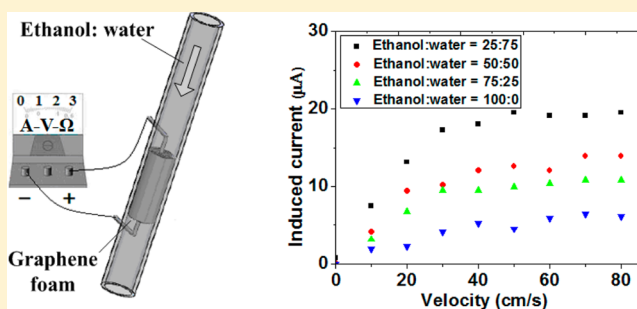 Ethanol: water
0 1 2 3
A-V-Ω
− +
Graphene
foam
Induced current (μA)
30
20
10
0
Ethanol:water = 25:75
Ethanol:water = 50:50
Ethanol:water = 75:25
Ethanol:water = 100:0
0 20 40 60 80
Velocity (cm/s)